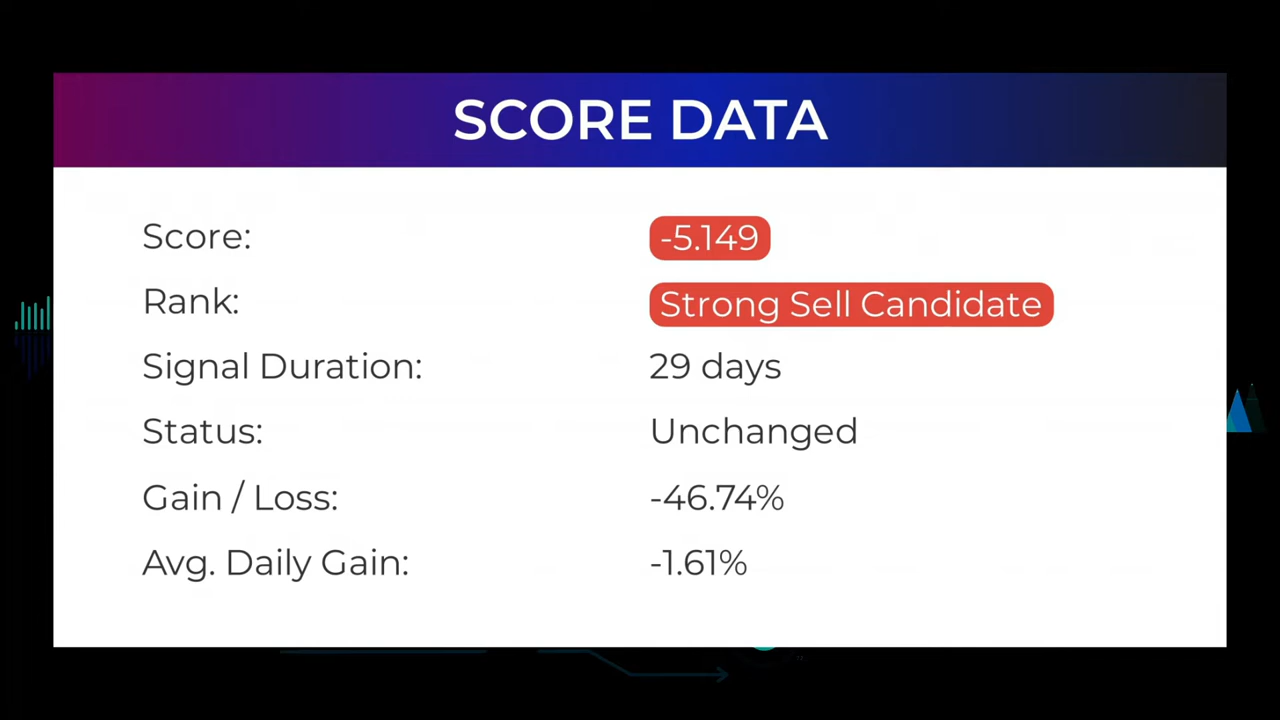 SCORE DATA
Score: -5.149
Rank: Strong Sell Candidate
Signal Duration: 29 days
Status: Unchanged
Gain / Loss: -46.74%
Avg. Daily Gain: -1.61%